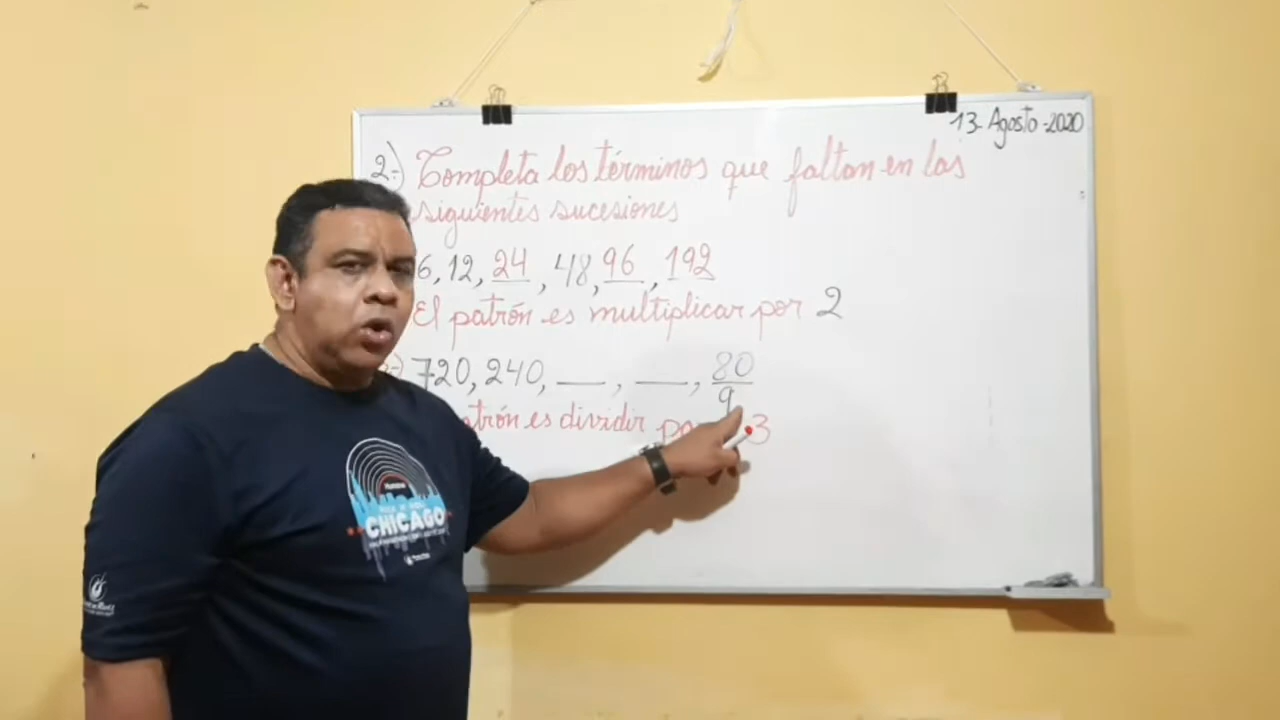 13- Agosto-2020
2.-) Completa los términos que faltan en las
siguientes sucesiones
6, 12, 24, 48, 96, 192
El patrón es multiplicar por 2
720, 240, ___, ___, 80/9
patrón es dividir 3
CHICAGO